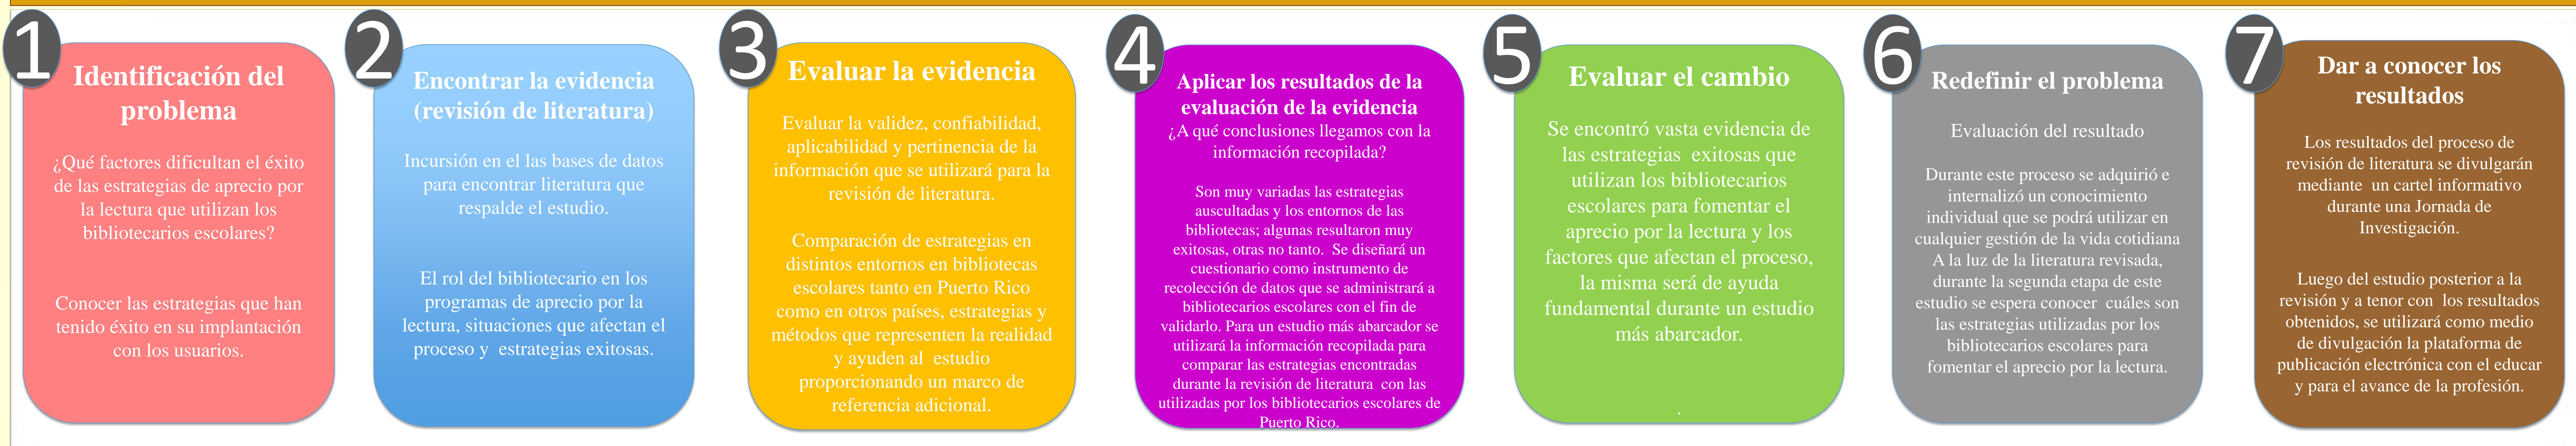 1
Identificación del
problema
¿Qué factores dificultan el éxito
de las estrategias de aprecio por
la lectura que utilizan los
bibliotecarios escolares?
Conocer las estrategias que han
tenido éxito en su implantación
con los usuarios.
2
Encontrar la evidencia
(revisión de literatura)
Incursión en el las bases de datos
para encontrar literatura que
respalde el estudio.
El rol del bibliotecario en los
programas de aprecio por la
lectura, situaciones que afectan el
proceso y estrategias exitosas.
3
Evaluar la evidencia
Evaluar la validez, confiabilidad,
aplicabilidad y pertinencia de la
información que se utilizará para la
revisión de literatura.
Comparación de estrategias en
distintos entornos en bibliotecas
escolares tanto en Puerto Rico
como en otros países, estrategias y
métodos que representen la realidad
y ayuden al estudio
proporcionando un marco de
referencia adicional.
4
Aplicar los resultados de la
evaluación de la evidencia
¿A qué conclusiones llegamos con la
información recopilada?
Son muy variadas las estrategias
auscultadas y los entornos de las
bibliotecas; algunas resultaron muy
exitosas, otras no tanto. Se diseñará un
cuestionario como instrumento de
recolección de datos que se administrará a
bibliotecarios escolares con el fin de
validarlo. Para un estudio más abarcador se
utilizará la información recopilada para
comparar las estrategias encontradas
durante la revisión de literatura con las
utilizadas por los bibliotecarios escolares de
Puerto Rico.
5
Evaluar el cambio
Se encontró vasta evidencia de
las estrategias exitosas que
utilizan los bibliotecarios
escolares para fomentar el
aprecio por la lectura y los
factores que afectan el proceso,
la misma será de ayuda
fundamental durante un estudio
más abarcador.
.
6
Redefinir el problema
Evaluación del resultado
Durante este proceso se adquirió e
internalizó un conocimiento
individual que se podrá utilizar en
cualquier gestión de la vida cotidiana
A la luz de la literatura revisada,
durante la segunda etapa de este
estudio se espera conocer cuáles son
las estrategias utilizadas por los
bibliotecarios escolares para
fomentar el aprecio por la lectura.
7
Dar a conocer los
resultados
Los resultados del proceso de
revisión de literatura se divulgarán
mediante un cartel informativo
durante una Jornada de
Investigación.
Luego del estudio posterior a la
revisión y a tenor con los resultados
obtenidos, se utilizará como medio
de divulgación la plataforma de
publicación electrónica con el educar
y para el avance de la profesión.